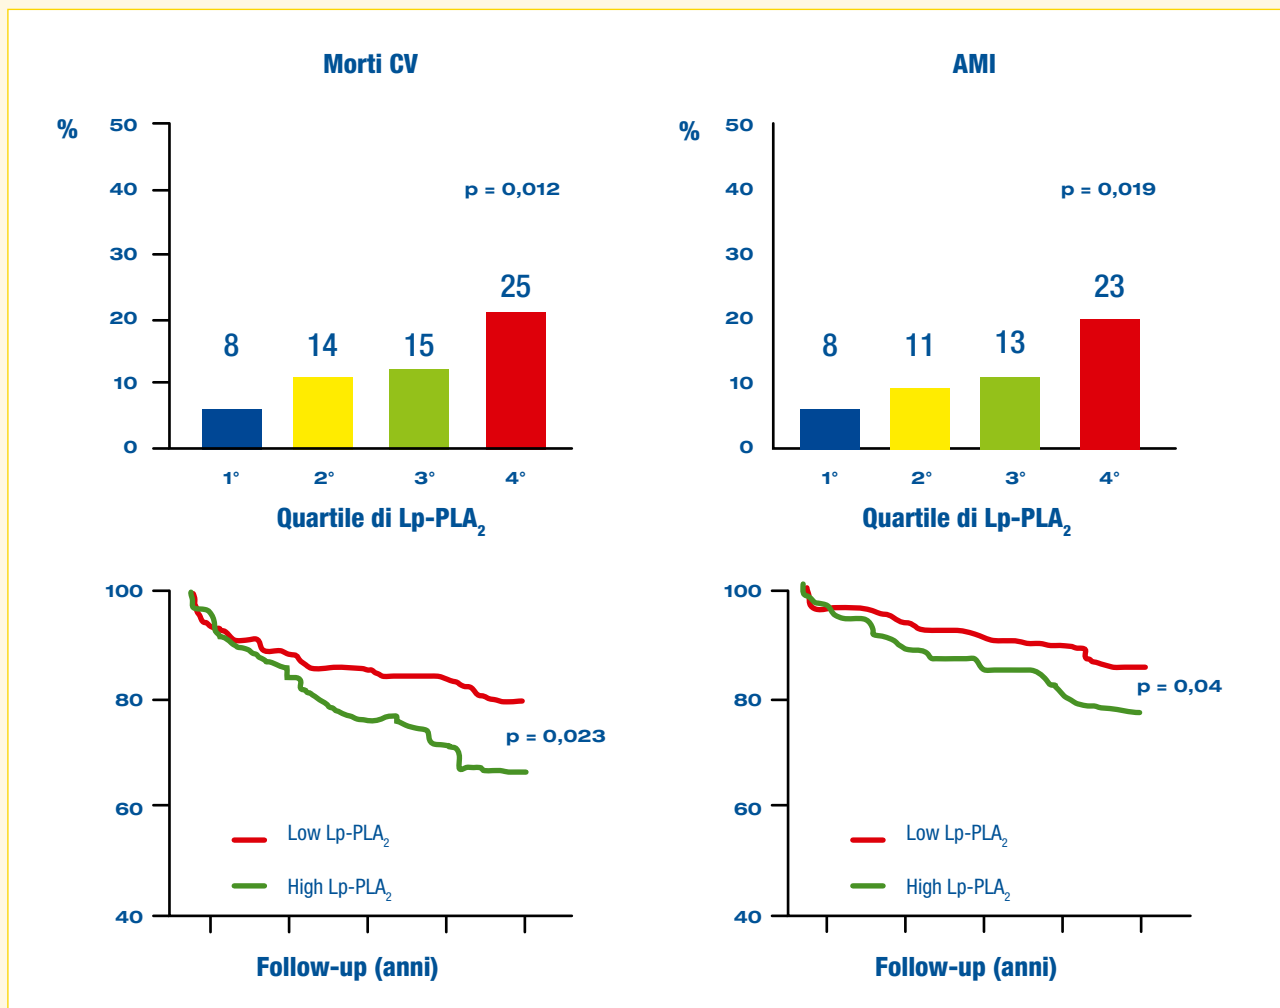 Morti CV
%
50
40
30
20
10
0
p = 0,012
8
14
15
25
1°
2°
3°
4°
Quartile di Lp-PLA₂
AMI
%
50
40
30
20
10
0
p = 0,019
8
11
13
23
1°
2°
3°
4°
Quartile di Lp-PLA₂
100
80
60
40
p = 0,023
Low Lp-PLA₂
High Lp-PLA₂
Follow-up (anni)
100
80
60
40
p = 0,04
Low Lp-PLA₂
High Lp-PLA₂
Follow-up (anni)